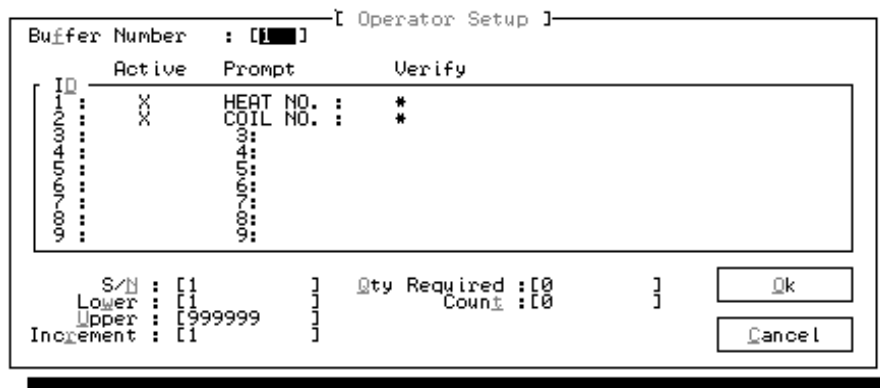 [ Operator Setup ]
Buffer Number : [1 ]
Active Prompt Verify
ID
1 : X HEAT NO. : *
2 : X COIL NO. : *
3 : 3:
4 : 4:
5 : 5:
6 : 6:
7 : 7:
8 : 8:
9 : 9:
S/N : [1 ] Qty Required :[0 ] Ok
Lower : [1 ] Count :[0 ]
Upper : [999999 ]
Increment : [1 ] Cancel